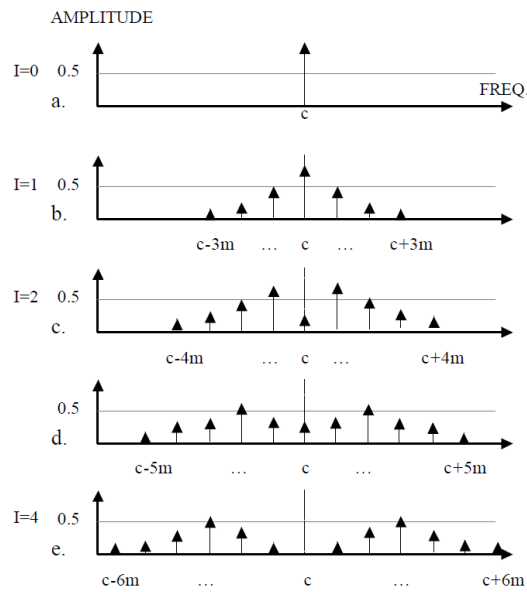 AMPLITUDE
I=0 0.5
FREQ.
a.
c
I=1 0.5
b.
c-3m … c … c+3m
I=2 0.5
c.
c-4m … c … c+4m
0.5
d.
c-5m … c … c+5m
I=4 0.5
e.
c-6m … c … c+6m